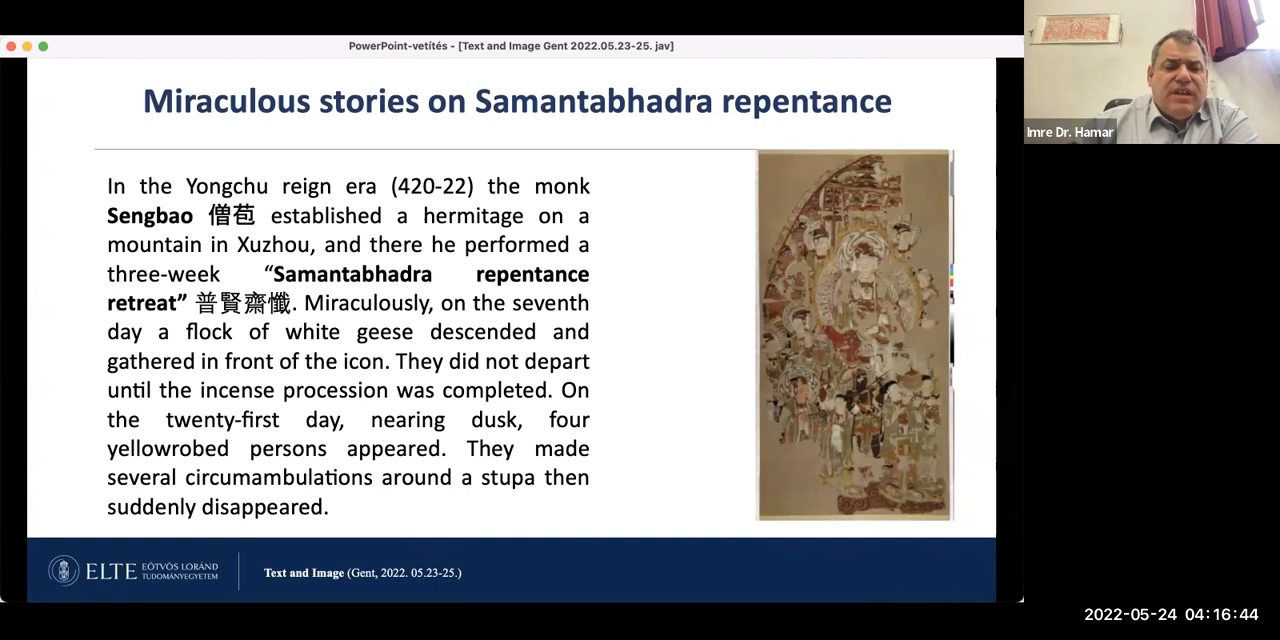 PowerPoint-vetítés - [Text and Image Gent 2022.05.23-25. jav]
Miraculous stories on Samantabhadra repentance
In the Yongchu reign era (420-22) the monk
Sengbao 僧苞 established a hermitage on a
mountain in Xuzhou, and there he performed a
three-week “Samantabhadra repentance
retreat” 普賢齋懺. Miraculously, on the seventh
day a flock of white geese descended and
gathered in front of the icon. They did not depart
until the incense procession was completed. On
the twenty-first day, nearing dusk, four
yellowrobed persons appeared. They made
several circumambulations around a stupa then
suddenly disappeared.
ELTE EÖTVÖS LORÁND
TUDOMÁNYEGYETEM
Text and Image (Gent, 2022. 05.23-25.)
Imre Dr. Hamar
2022-05-24 04:16:44